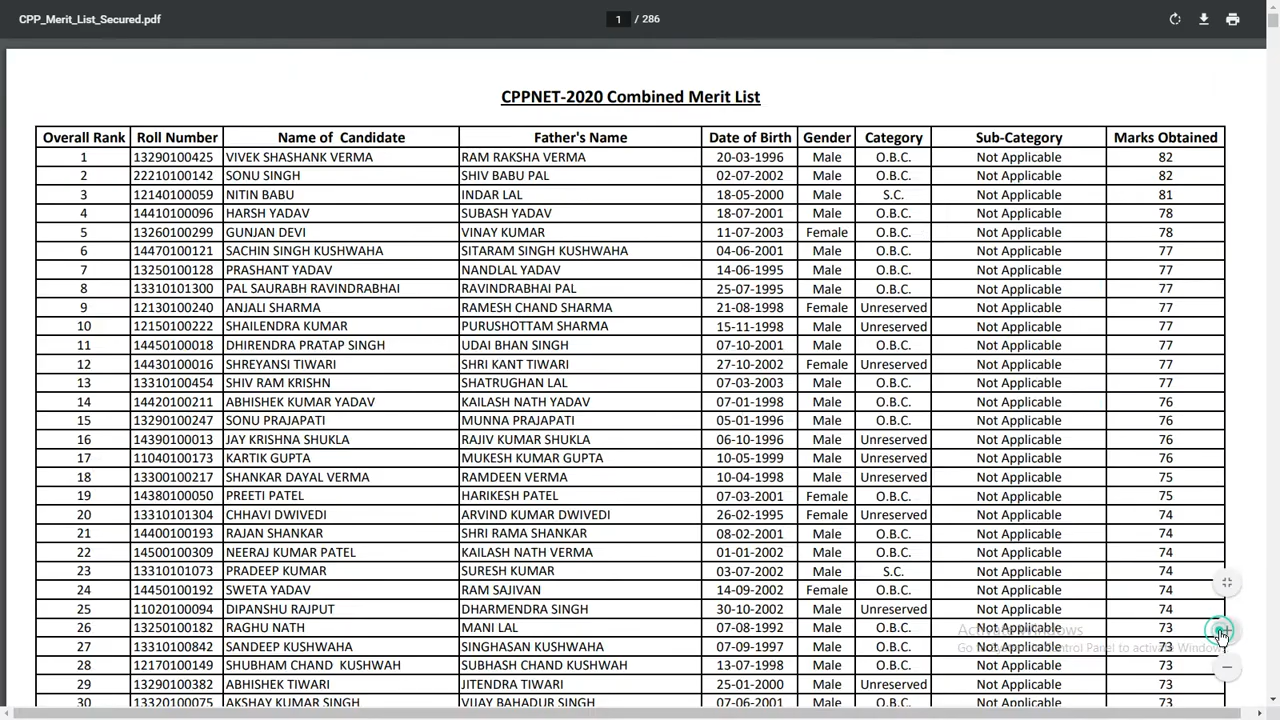 CPP_Merit_List_Secured.pdf 1 / 286
CPPNET-2020 Combined Merit List
Overall Rank Roll Number Name of Candidate Father's Name Date of Birth Gender Category Sub-Category Marks Obtained
1 13290100425 VIVEK SHASHANK VERMA RAM RAKSHA VERMA 20-03-1996 Male O.B.C. Not Applicable 82
2 22210100142 SONU SINGH SHIV BABU PAL 02-07-2002 Male O.B.C. Not Applicable 82
3 12140100059 NITIN BABU INDAR LAL 18-05-2000 Male S.C. Not Applicable 81
4 14410100096 HARSH YADAV SUBASH YADAV 18-07-2001 Male O.B.C. Not Applicable 78
5 13260100299 GUNJAN DEVI VINAY KUMAR 11-07-2003 Female O.B.C. Not Applicable 78
6 14470100121 SACHIN SINGH KUSHWAHA SITARAM SINGH KUSHWAHA 04-06-2001 Male O.B.C. Not Applicable 77
7 13250100128 PRASHANT YADAV NANDLAL YADAV 14-06-1995 Male O.B.C. Not Applicable 77
8 13310101300 PAL SAURABH RAVINDRABHAI RAVINDRABHAI PAL 25-07-1995 Male O.B.C. Not Applicable 77
9 12130100240 ANJALI SHARMA RAMESH CHAND SHARMA 21-08-1998 Female Unreserved Not Applicable 77
10 12150100222 SHAILENDRA KUMAR PURUSHOTTAM SHARMA 15-11-1998 Male Unreserved Not Applicable 77
11 14450100018 DHIRENDRA PRATAP SINGH UDAI BHAN SINGH 07-10-2001 Male O.B.C. Not Applicable 77
12 14430100016 SHREYANSI TIWARI SHRI KANT TIWARI 27-10-2002 Female Unreserved Not Applicable 77
13 13310100454 SHIV RAM KRISHN SHATRUGHAN LAL 07-03-2003 Male O.B.C. Not Applicable 77
14 14420100211 ABHISHEK KUMAR YADAV KAILASH NATH YADAV 07-01-1998 Male O.B.C. Not Applicable 76
15 13290100247 SONU PRAJAPATI MUNNA PRAJAPATI 05-01-1996 Male O.B.C. Not Applicable 76
16 14390100013 JAY KRISHNA SHUKLA RAJIV KUMAR SHUKLA 06-10-1996 Male Unreserved Not Applicable 76
17 11040100173 KARTIK GUPTA MUKESH KUMAR GUPTA 10-05-1999 Male Unreserved Not Applicable 76
18 13300100217 SHANKAR DAYAL VERMA RAMDEEN VERMA 10-04-1998 Male Unreserved Not Applicable 75
19 14380100050 PREETI PATEL HARIKESH PATEL 07-03-2001 Female O.B.C. Not Applicable 75
20 13310101304 CHHAVI DWIVEDI ARVIND KUMAR DWIVEDI 26-02-1995 Female Unreserved Not Applicable 74
21 14400100193 RAJAN SHANKAR SHRI RAMA SHANKAR 08-02-2001 Male O.B.C. Not Applicable 74
22 14500100309 NEERAJ KUMAR PATEL KAILASH NATH VERMA 01-01-2002 Male O.B.C. Not Applicable 74
23 13310101073 PRADEEP KUMAR SURESH KUMAR 03-07-2002 Male S.C. Not Applicable 74
24 14450100192 SWETA YADAV RAM SAJIVAN 14-09-2002 Female O.B.C. Not Applicable 74
25 11020100094 DIPANSHU RAJPUT DHARMENDRA SINGH 30-10-2002 Male Unreserved Not Applicable 74
26 13250100182 RAGHU NATH MANI LAL 07-08-1992 Male O.B.C. Not Applicable 73
27 13310100842 SANDEEP KUSHWAHA SINGHASAN KUSHWAHA 07-09-1997 Male O.B.C. Not Applicable 73
28 12170100149 SHUBHAM CHAND KUSHWAH SUBHASH CHAND KUSHWAH 13-07-1998 Male O.B.C. Not Applicable 73
29 13290100382 ABHISHEK TIWARI JITENDRA TIWARI 25-01-2000 Male Unreserved Not Applicable 73
30 13320100075 AKSHAY KUMAR SINGH VIJAY BAHADUR SINGH 07-06-2001 Male O.B.C. Not Applicable 73
Activate Windows
Control Panel to activate Windows